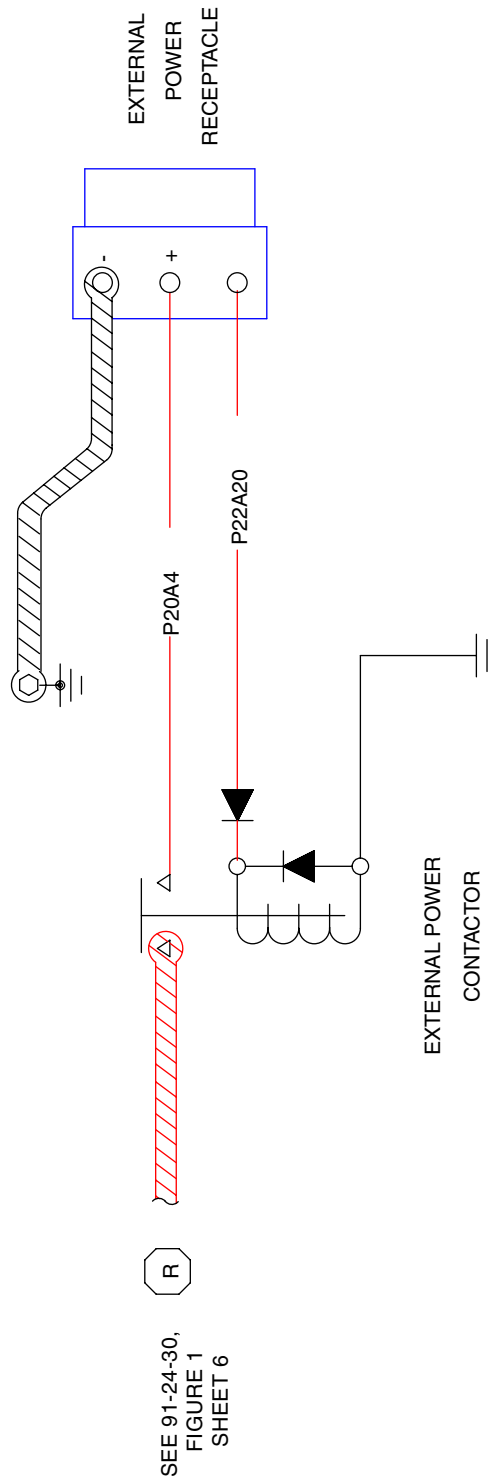 EXTERNAL
POWER
RECEPTACLE
-
+
P20A4
P22A20
EXTERNAL POWER
CONTACTOR
R
SEE 91-24-30,
FIGURE 1
SHEET 6